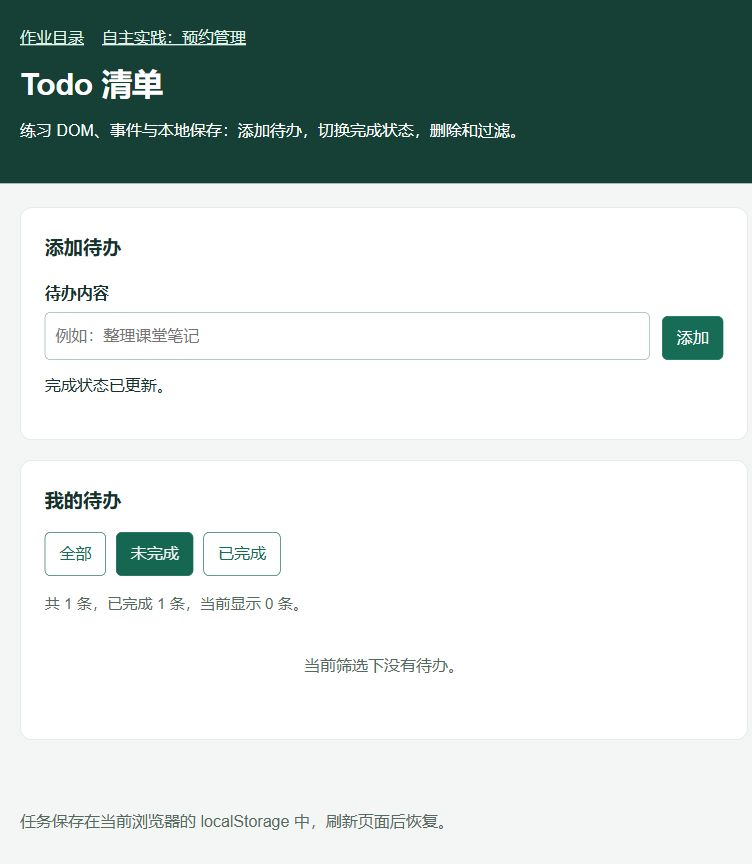 作业目录 自主实践：预约管理
Todo 清单
练习 DOM、事件与本地保存：添加待办，切换完成状态，删除和过滤。
添加待办
待办内容
例如：整理课堂笔记 添加
完成状态已更新。
我的待办
全部 未完成 已完成
共 1 条，已完成 1 条，当前显示 0 条。
当前筛选下没有待办。
任务保存在当前浏览器的 localStorage 中，刷新页面后恢复。